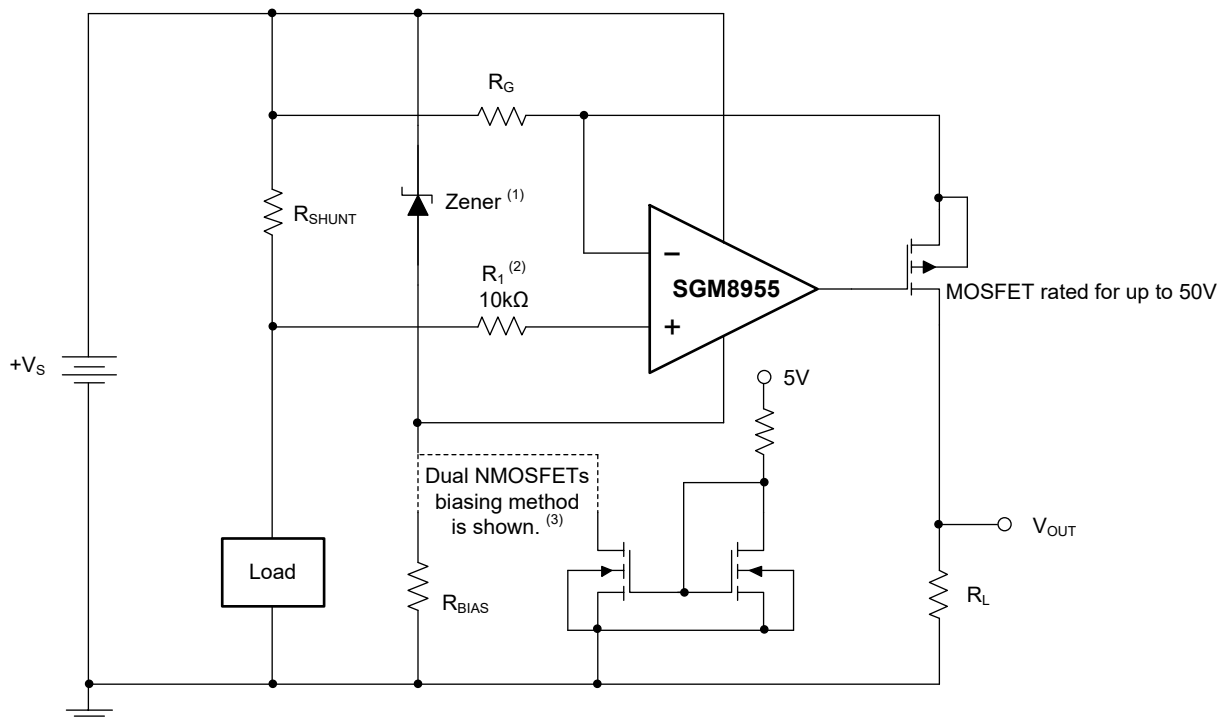 R_G
Zener (1)
R_SHUNT
−
R_1 (2)
10kΩ
SGM8955
+
MOSFET rated for up to 50V
+V_S
5V
Dual NMOSFETs
biasing method
is shown. (3)
V_OUT
Load
R_BIAS
R_L